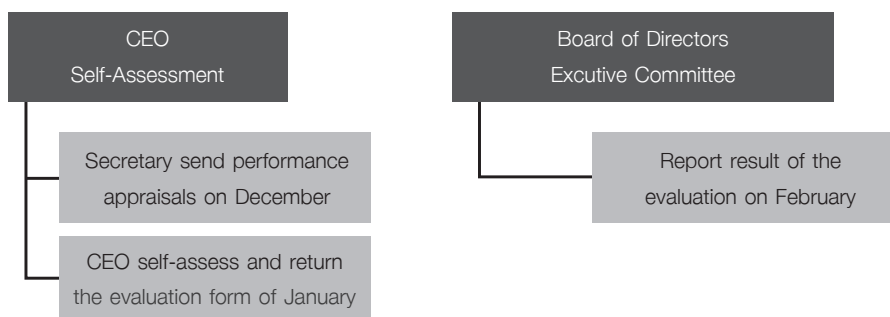 CEO
Self-Assessment
Secretary send performance
appraisals on December
CEO self-assess and return
the evaluation form of January
Board of Directors
Excutive Committee
Report result of the
evaluation on February